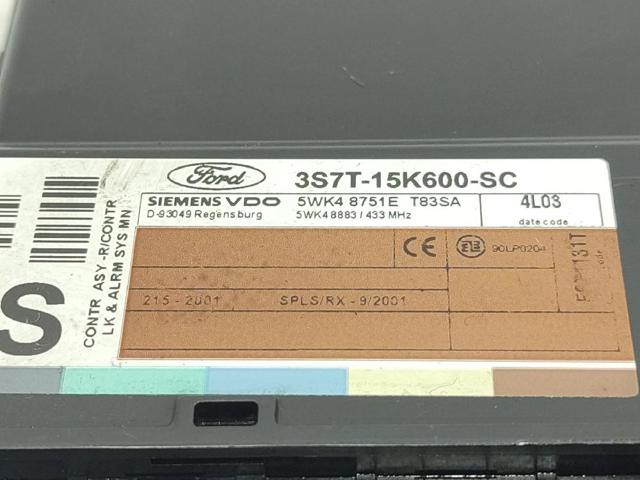 Ford
3S7T-15K600-SC
SIEMENS VDO
D-93049 Regensburg
5WK4 8751E T83SA
5WK4 8883 / 433 MHz
4L03
date code
CE
90LP0204
215 - 2001
SPLS/RX - 9/2001
CONTR ASY -R/CONTR
LK & ALRM SYS MN
S